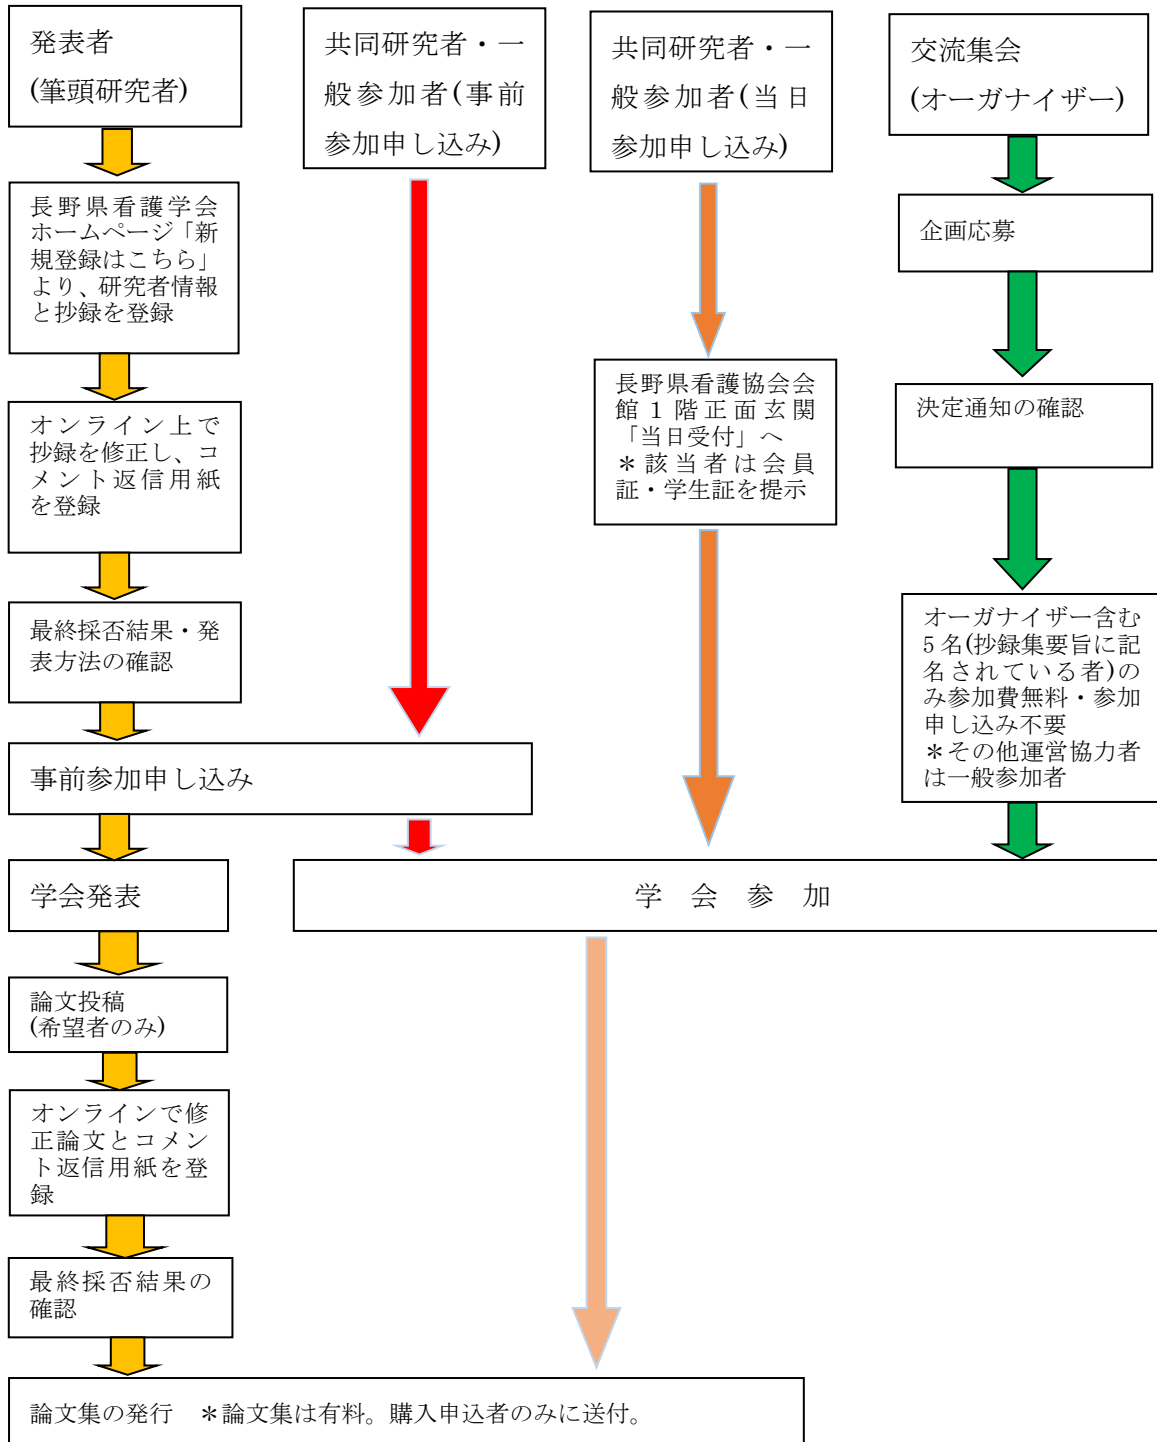 発表者
(筆頭研究者)
長野県看護学会
ホームページ「新
規登録はこちら」
より、研究者情報
と抄録を登録
オンライン上で
抄録を修正し、コ
メント返信用紙
を登録
最終採否結果・発
表方法の確認
共同研究者・一
般参加者(事前
参加申し込み)
事前参加申し込み
共同研究者・一
般参加者(当日
参加申し込み)
長野県看護協会会
館1階正面玄関
「当日受付」へ
＊該当者は会員
証・学生証を提示
交流集会
(オーガナイザー)
企画応募
決定通知の確認
オーガナイザー含む
5名(抄録集要旨に記
名されている者)の
み参加費無料・参加
申し込み不要
＊その他運営協力者
は一般参加者
学会発表
学 会 参 加
論文投稿
(希望者のみ)
オンラインで修
正論文とコメン
ト返信用紙を登
録
最終採否結果の
確認
論文集の発行 ＊論文集は有料。購入申込者のみに送付。